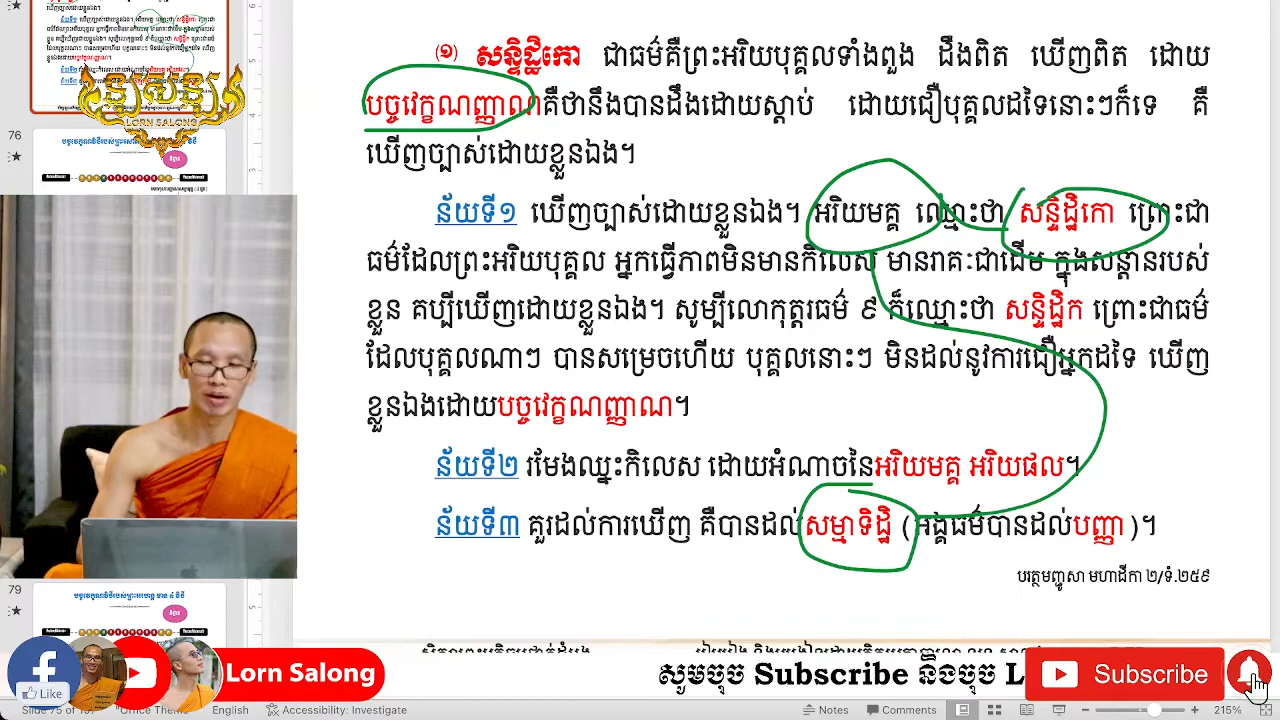 (១) សន្ទិដ្ឋិកោ ជាធម៌គឺព្រះអរិយបុគ្គលទាំងពួង ដឹងពិត ឃើញពិត ដោយ
បច្ចវេក្ខណញ្ញាណគឺថានឹងបានដឹងដោយស្តាប់ ដោយជឿបុគ្គលដទៃនោះៗក៏ទេ គឺ
ឃើញច្បាស់ដោយខ្លួនឯង។
ន័យទី១ ឃើញច្បាស់ដោយខ្លួនឯង។ អរិយមគ្គ ឈ្មោះថា សន្ទិដ្ឋិកោ ព្រោះជា
ធម៌ដែលព្រះអរិយបុគ្គល អ្នកធ្វើភាពមិនមានកិលេស មានរាគៈជាដើម ក្នុងសន្តានរបស់
ខ្លួន គប្បីឃើញដោយខ្លួនឯង។ សូម្បីលោកុត្តរធម៌ ៩ ក៏ឈ្មោះថា សន្ទិដ្ឋិក ព្រោះជាធម៌
ដែលបុគ្គលណាៗ បានសម្រេចហើយ បុគ្គលនោះៗ មិនដល់នូវការជឿអ្នកដទៃ ឃើញ
ខ្លួនឯងដោយបច្ចវេក្ខណញ្ញាណ។
ន័យទី២ រមែងឈ្នះកិលេស ដោយអំណាចនៃអរិយមគ្គ អរិយផល។
ន័យទី៣ គួរដល់ការឃើញ គឺបានដល់សម្មាទិដ្ឋិ (អង្គធម៌បានដល់បញ្ញា)។
បរត្ថមញ្ជូសា មហាដីកា ២/ទំ.២៥៩
LORN SALONG
76
79
Like
Lorn Salong
សូមចុច Subscribe និងចុច L
Subscribe
English
Accessibility: Investigate
Notes
Comments
215%